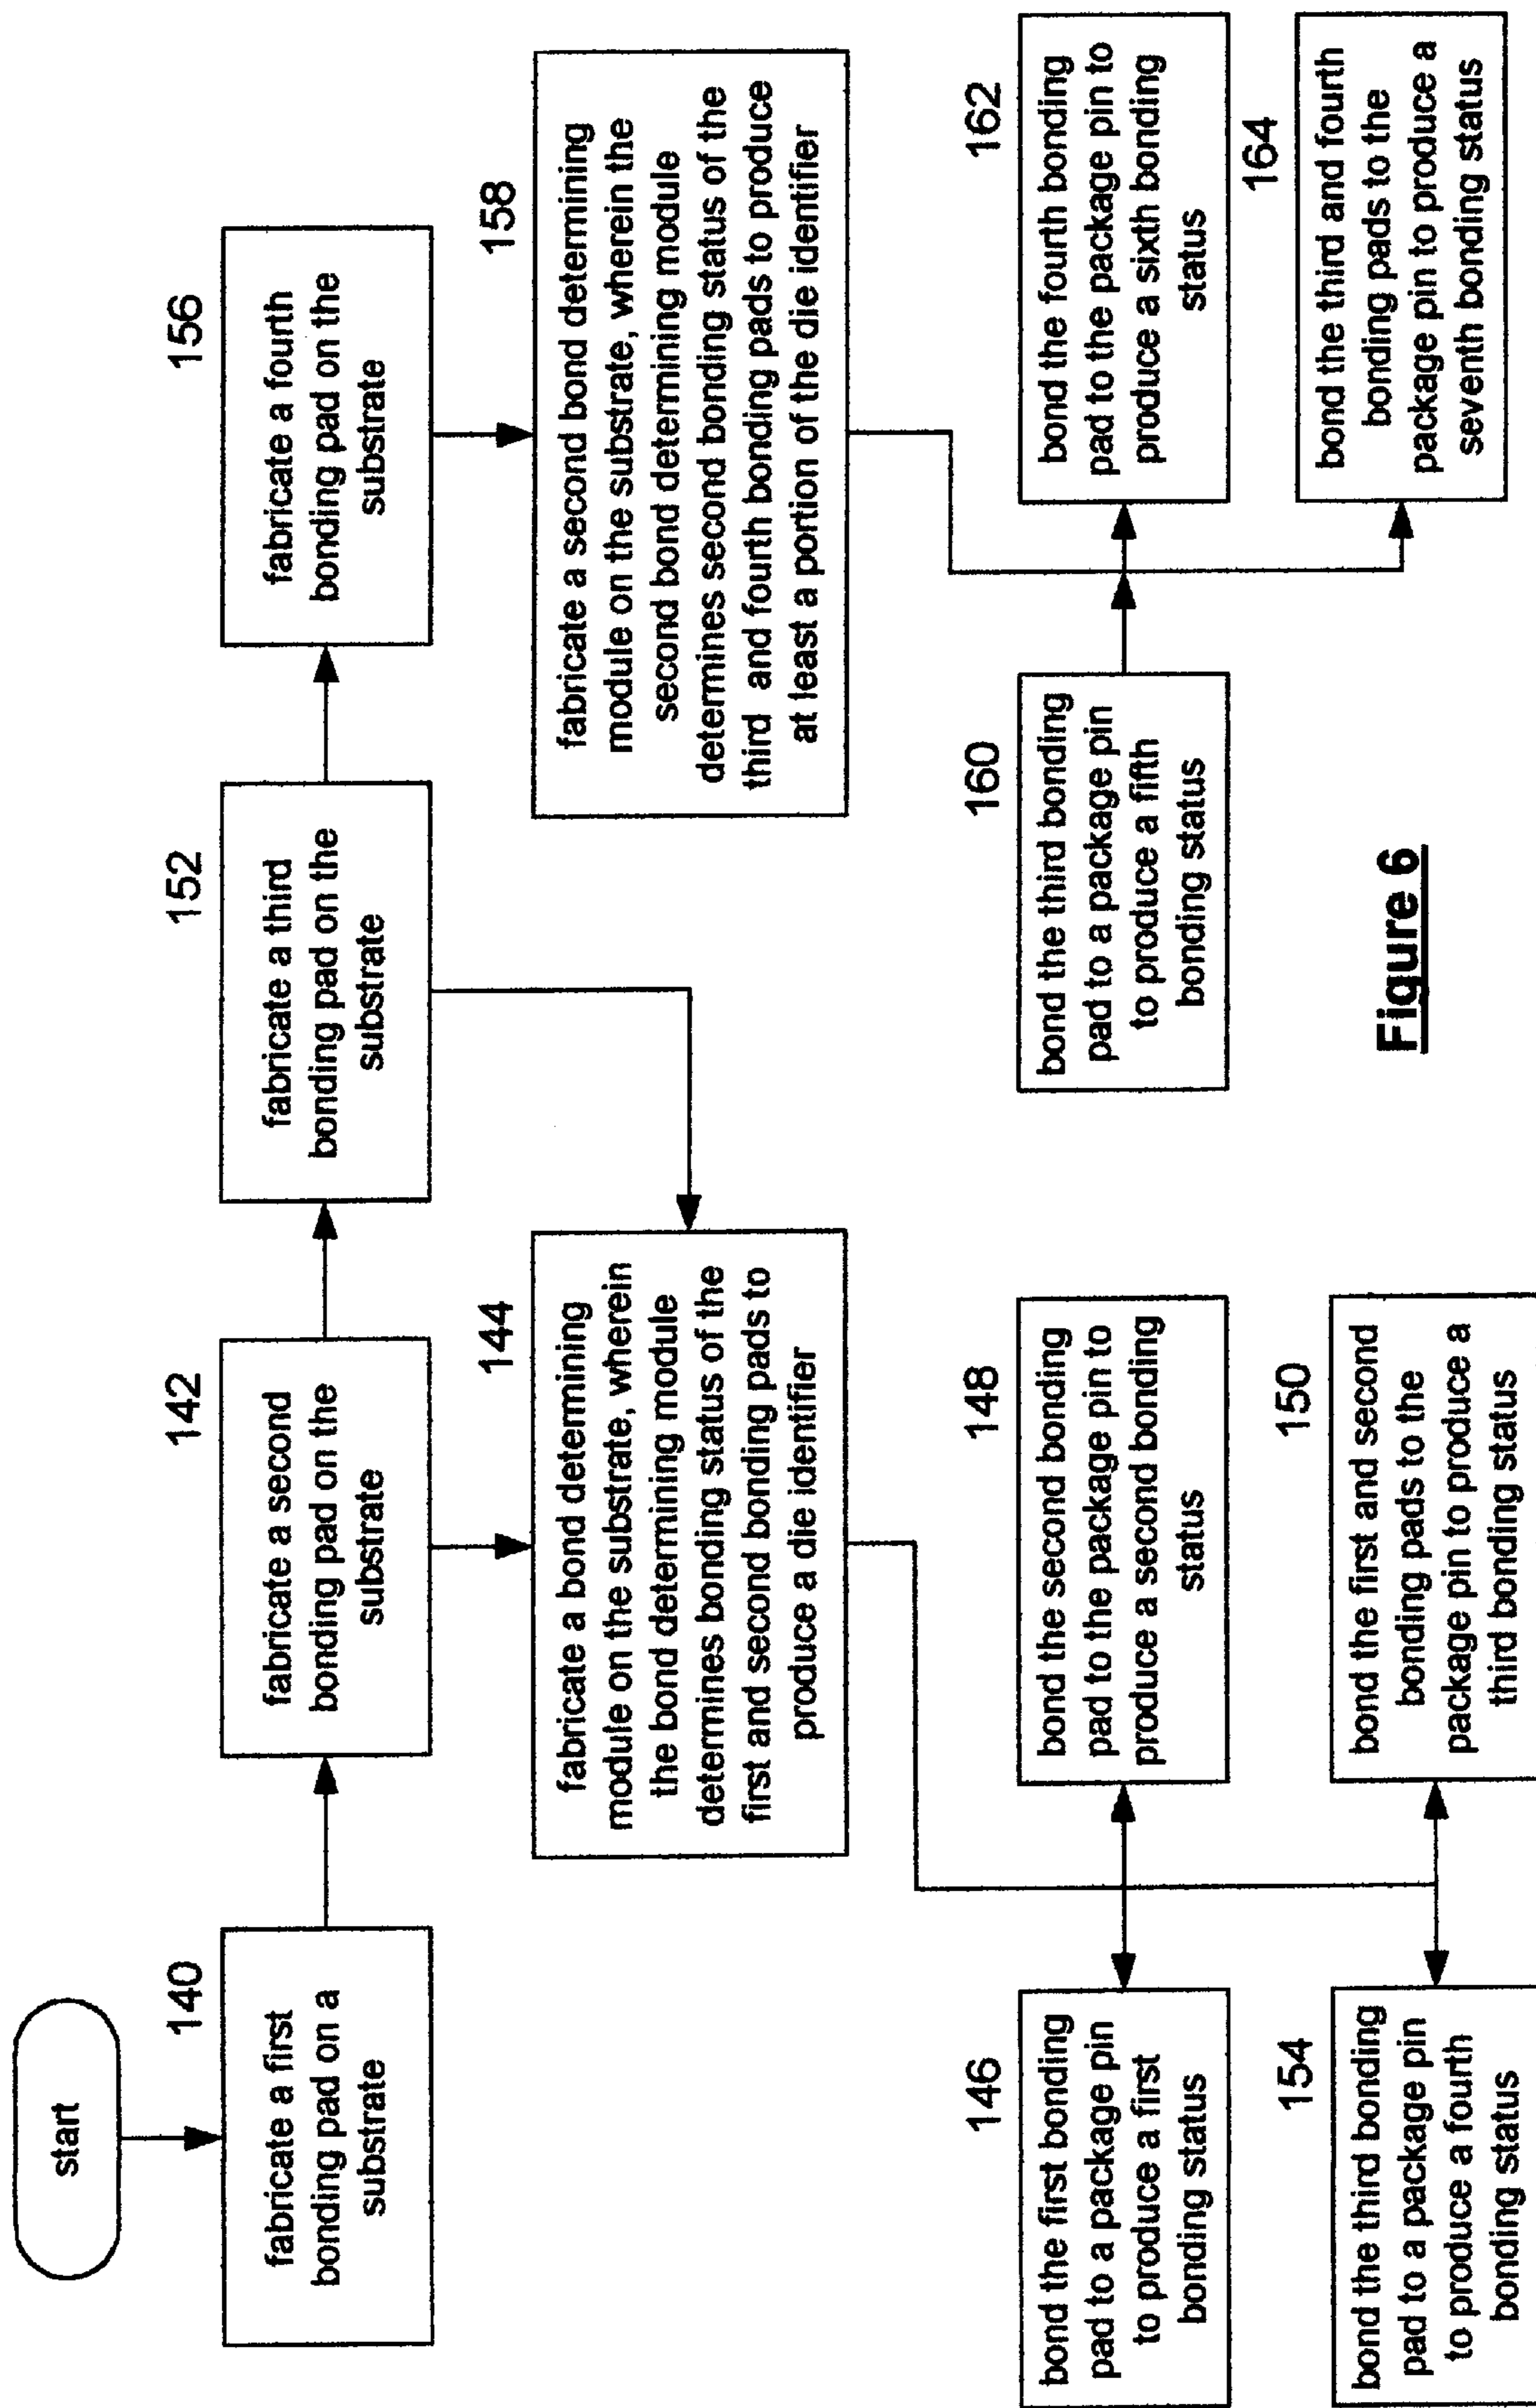 start
140
fabricate a first
bonding pad on a
substrate
142
fabricate a second
bonding pad on the
substrate
152
fabricate a third
bonding pad on the
substrate
156
fabricate a fourth
bonding pad on the
substrate
144
fabricate a bond determining
module on the substrate, wherein
the bond determining module
determines bonding status of the
first and second bonding pads to
produce a die identifier
158
fabricate a second bond determining
module on the substrate, wherein the
second bond determining module
determines second bonding status of the
third and fourth bonding pads to produce
at least a portion of the die identifier
146
bond the first bonding
pad to a package pin
to produce a first
bonding status
148
bond the second bonding
pad to the package pin to
produce a second bonding
status
160
bond the third bonding
pad to a package pin
to produce a fifth
bonding status
162
bond the fourth bonding
pad to the package pin to
produce a sixth bonding
status
154
bond the third bonding
pad to a package pin
to produce a fourth
bonding status
150
bond the first and second
bonding pads to the
package pin to produce a
third bonding status
164
bond the third and fourth
bonding pads to the
package pin to produce a
seventh bonding status
Figure 6